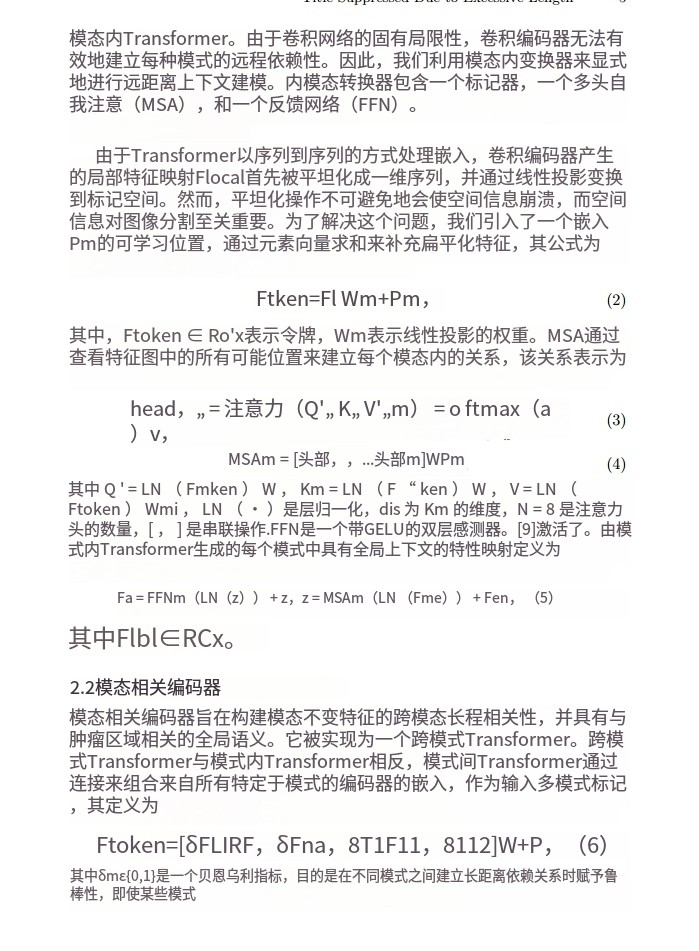 模态内Transformer。由于卷积网络的固有局限性，卷积编码器无法有
效地建立每种模式的远程依赖性。因此，我们利用模态内变换器来显式
地进行远距离上下文建模。内模态转换器包含一个标记器，一个多头自
我注意（MSA），和一个反馈网络（FFN）。
由于Transformer以序列到序列的方式处理嵌入，卷积编码器产生
的局部特征映射Flocal首先被平坦化成一维序列，并通过线性投影变换
到标记空间。然而，平坦化操作不可避免地会使空间信息崩溃，而空间
信息对图像分割至关重要。为了解决这个问题，我们引入了一个嵌入
Pm的可学习位置，通过元素向量求和来补充扁平化特征，其公式为
Ftken=Fl Wm+Pm， (2)
其中，Ftoken ∈ Ro'x表示令牌，Wm表示线性投影的权重。MSA通过
查看特征图中的所有可能位置来建立每个模态内的关系，该关系表示为
head，„ = 注意力（Q'„ K„ V'„m） = o ftmax（a
）v， (3)
MSAm = [头部，，...头部m]WPm (4)
其中 Q ' = LN （ Fmken ） W ， Km = LN （ F “ ken ） W ， V = LN （
Ftoken ） Wmi ， LN （ · ）是层归一化，dis 为 Km 的维度，N = 8 是注意力
头的数量，[ ， ] 是串联操作.FFN是一个带GELU的双层感测器。[9]激活了。由模
式内Transformer生成的每个模式中具有全局上下文的特性映射定义为
Fa = FFNm（LN（z）） + z，z = MSAm（LN （Fme）） + Fen， （5）
其中Flbl∈RCx。
2.2模态相关编码器
模态相关编码器旨在构建模态不变特征的跨模态长程相关性，并具有与
肿瘤区域相关的全局语义。它被实现为一个跨模式Transformer。跨模
式Transformer与模式内Transformer相反，模式间Transformer通过
连接来组合来自所有特定于模式的编码器的嵌入，作为输入多模式标记
，其定义为
Ftoken=[δFLIRF，δFna，8T1F11，8112]W+P，（6）
其中δmε{0,1}是一个贝恩乌利指标，目的是在不同模式之间建立长距离依赖关系时赋予鲁
棒性，即使某些模式